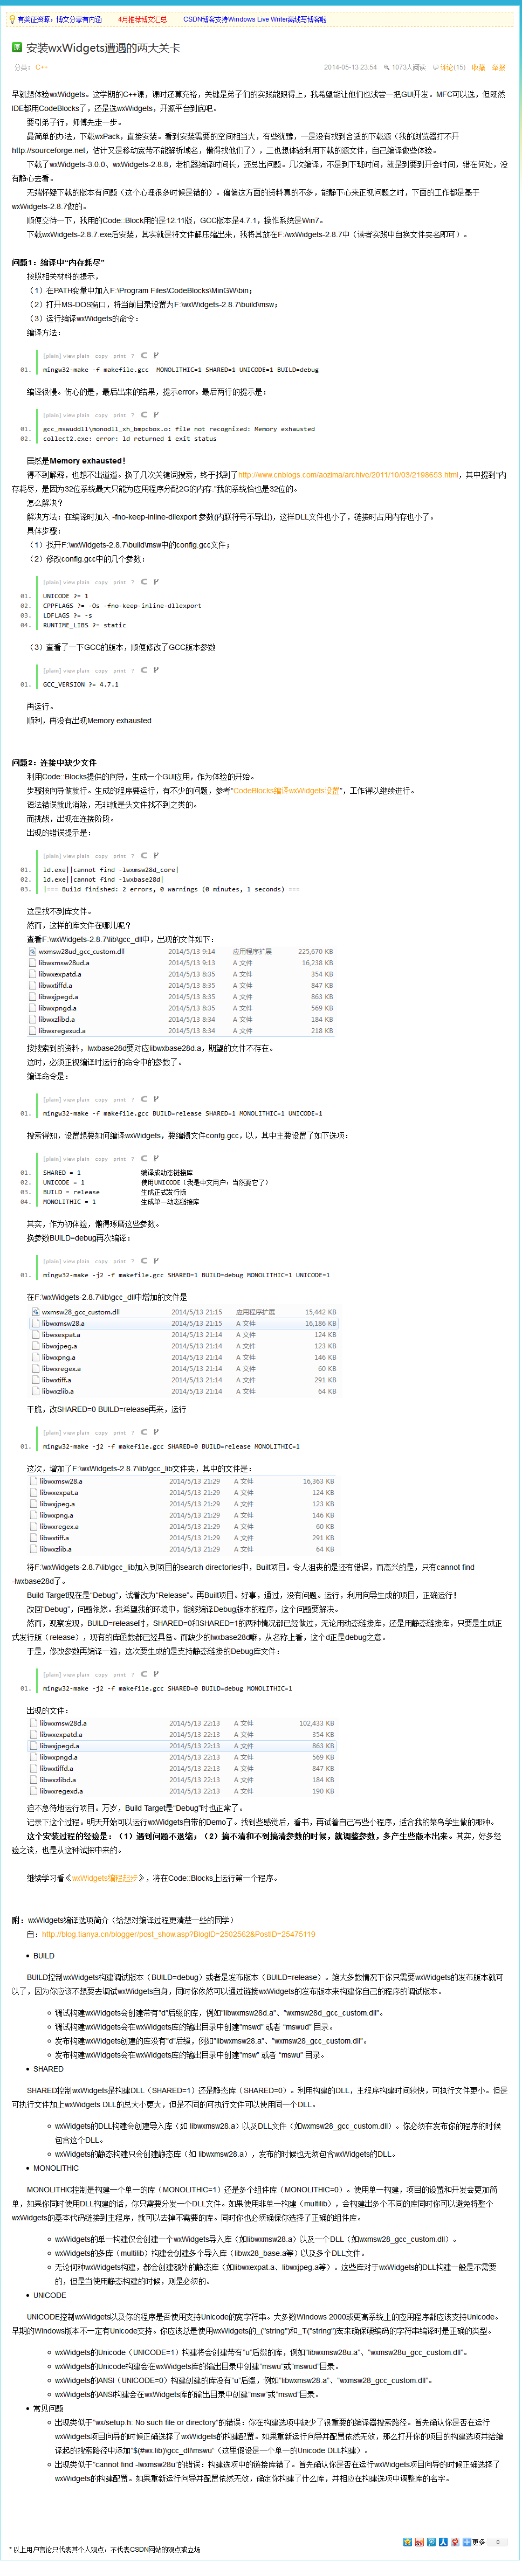 有奖征资源，博文分享有内涵 4月推荐博文汇总 CSDN博客支持Windows Live Writer离线写博客啦
原 安装wxWidgets遭遇的两大关卡
分类： C++
2014-05-13 23:54 1073人阅读 评论(15) 收藏 举报
早就想体验wxWidgets。这学期的C++课，课时还算充裕，关键是弟子们的实践能跟得上，我希望能让他们也浅尝一把GUI开发。MFC可以选，但既然
IDE都用CodeBlocks了，还是选wxWidgets，开源平台到底吧。
要引弟子行，师傅先走一步。
最简单的办法，下载wxPack，直接安装。看到安装需要的空间相当大，有些犹豫，一是没有找到合适的下载源（我的浏览器打不开
http://sourceforge.net，估计又是移动宽带不能解析域名，懒得找他们了），二也想体验利用下载的源文件，自己编译象些体验。
下载了wxWidgets-3.0.0、wxWidgets-2.8.8，老机器编译时间长，还总出问题。几次编译，不是到下班时间，就是到要到开会时间，错在何处，没
有静心去看。
无端怀疑下载的版本有问题（这个心理很多时候是错的）。偏偏这方面的资料真的不多，能静下心来正视问题之时，下面的工作都是基于
wxWidgets-2.8.7做的。
顺便交待一下，我用的Code::Block用的是12.11版，GCC版本是4.7.1，操作系统是Win7。
下载wxWidgets-2.8.7.exe后安装，其实就是将文件解压缩出来，我将其放在F:/wxWidgets-2.8.7中（读者实践中自换文件夹名即可）。
问题1：编译中“内存耗尽”
按照相关材料的提示，
（1）在PATH变量中加入F:\Program Files\CodeBlocks\MinGW\bin;
（2）打开MS-DOS窗口，将当前目录设置为F:\wxWidgets-2.8.7\build\msw；
（3）运行编译wxWidgets的命令：
编译方法：
[plain] view plain copy print ?
01. mingw32-make -f makefile.gcc MONOLITHIC=1 SHARED=1 UNICODE=1 BUILD=debug
编译很慢。伤心的是，最后出来的结果，提示error。最后两行的提示是：
[plain] view plain copy print ?
01. gcc_mswuddll\monodll_xh_bmpcbox.o: file not recognized: Memory exhausted
02. collect2.exe: error: ld returned 1 exit status
居然是Memory exhausted！
得不到解释，也想不出道道。换了几次关键词搜索，终于找到了http://www.cnblogs.com/aozima/archive/2011/10/03/2198653.html，其中提到“内
存耗尽，是因为32位系统最大只能为应用程序分配2G的内存.”我的系统恰也是32位的。
怎么解决？
解决方法：在编译时加入 -fno-keep-inline-dllexport 参数(内联符号不导出)，这样DLL文件也小了，链接时占用内存也小了。
具体步骤：
（1）找开F:\wxWidgets-2.8.7\build\msw中的config.gcc文件；
（2）修改config.gcc中的几个参数：
[plain] view plain copy print ?
01. UNICODE ?= 1
02. CPPFLAGS ?= -Os -fno-keep-inline-dllexport
03. LDFLAGS ?= -s
04. RUNTIME_LIBS ?= static
（3）查看了一下GCC的版本，顺便修改了GCC版本参数
[plain] view plain copy print ?
01. GCC_VERSION ?= 4.7.1
再运行。
顺利，再没有出现Memory exhausted
问题2：连接中缺少文件
利用Code::Blocks提供的向导，生成一个GUI应用，作为体验的开始。
步骤按向导做就行。生成的程序要运行，有不少的问题，参考“CodeBlocks编译wxWidgets设置”，工作得以继续进行。
语法错误就此消除，无非就是头文件找不到之类的。
而挑战，出现在连接阶段。
出现的错误提示是：
[plain] view plain copy print ?
01. ld.exe||cannot find -lwxmsw28d_core|
02. ld.exe||cannot find -lwxbase28d|
03. |=== Build finished: 2 errors, 0 warnings (0 minutes, 1 seconds) ===
这是找不到库文件。
然而，这样的库文件在哪儿呢？
查看F:\wxWidgets-2.8.7\lib\gcc_dll中，出现的文件如下：
wxmsw28ud_gcc_custom.dll 2014/5/13 9:14 应用程序扩展 225,670 KB
libwxmsw28ud.a 2014/5/13 9:13 A 文件 16,238 KB
libwxexpatd.a 2014/5/13 8:35 A 文件 354 KB
libwxtiffd.a 2014/5/13 8:35 A 文件 847 KB
libwxjpegd.a 2014/5/13 8:35 A 文件 863 KB
libwxpngd.a 2014/5/13 8:35 A 文件 569 KB
libwxzlibd.a 2014/5/13 8:34 A 文件 184 KB
libwxregexud.a 2014/5/13 8:34 A 文件 218 KB
按搜索到的资料，lwxbase28d要对应libwxbase28d.a，期望的文件不存在。
这时，必须正视编译时运行的命令中的参数了。
编译命令是：
[plain] view plain copy print ?
01. mingw32-make -f makefile.gcc BUILD=release SHARED=1 MONOLITHIC=1 UNICODE=1
搜索得知，设置想要如何编译wxWidgets，要编辑文件confg.gcc，以，其中主要设置了如下选项：
[plain] view plain copy print ?
01. SHARED = 1 编译成动态链接库
02. UNICODE = 1 使用UNICODE（我是中文用户，当然要它了）
03. BUILD = release 生成正式发行版
04. MONOLITHIC = 1 生成单一动态链接库
其实，作为初体验，懒得琢磨这些参数。
换参数BUILD=debug再次编译：
[plain] view plain copy print ?
01. mingw32-make -j2 -f makefile.gcc SHARED=1 BUILD=debug MONOLITHIC=1 UNICODE=1
在F:\wxWidgets-2.8.7\lib\gcc_dll中增加的文件是
wxmsw28_gcc_custom.dll 2014/5/13 21:15 应用程序扩展 15,442 KB
libwxmsw28.a 2014/5/13 21:15 A 文件 16,186 KB
libwxexpat.a 2014/5/13 21:14 A 文件 124 KB
libwxjpeg.a 2014/5/13 21:14 A 文件 123 KB
libwxpng.a 2014/5/13 21:14 A 文件 146 KB
libwxregex.a 2014/5/13 21:14 A 文件 60 KB
libwxtiff.a 2014/5/13 21:14 A 文件 291 KB
libwxzlib.a 2014/5/13 21:14 A 文件 64 KB
干脆，改SHARED=0 BUILD=release再来，运行
[plain] view plain copy print ?
01. mingw32-make -j2 -f makefile.gcc SHARED=0 BUILD=release MONOLITHIC=1
这次，增加了F:\wxWidgets-2.8.7\lib\gcc_lib文件夹，其中的文件是：
libwxmsw28.a 2014/5/13 21:29 A 文件 16,363 KB
libwxexpat.a 2014/5/13 21:29 A 文件 124 KB
libwxjpeg.a 2014/5/13 21:29 A 文件 123 KB
libwxpng.a 2014/5/13 21:29 A 文件 146 KB
libwxregex.a 2014/5/13 21:29 A 文件 60 KB
libwxtiff.a 2014/5/13 21:29 A 文件 291 KB
libwxzlib.a 2014/5/13 21:29 A 文件 64 KB
将F:\wxWidgets-2.8.7\lib\gcc_lib加入到项目的search directories中，Built项目。令人沮丧的是还有错误，而高兴的是，只有cannot find
-lwxbase28d了。
Build Target现在是“Debug”，试着改为“Release”。再Built项目。好事，通过，没有问题。运行，利用向导生成的项目，正确运行！
改回“Debug”，问题依然。我希望我的环境中，能够编译Debug版本的程序，这个问题要解决。
然而，观察发现，BUILD=release时，SHARED=0和SHARED=1的两种情况都已经象过，无论用动态链接库，还是用静态链接库，只要是生成正
式发行版（release），现有的库函数都已经具备。而缺少的lwxbase28d嘛，从名称上看，这个d正是debug之意。
于是，修改参数再编译一遍，这次要生成的是支持静态链接的Debug库文件：
[plain] view plain copy print ?
01. mingw32-make -j2 -f makefile.gcc SHARED=0 BUILD=debug MONOLITHIC=1
出现的文件：
libwxmsw28d.a 2014/5/13 22:13 A 文件 102,433 KB
libwxexpatd.a 2014/5/13 22:13 A 文件 354 KB
libwxjpegd.a 2014/5/13 22:13 A 文件 863 KB
libwxpngd.a 2014/5/13 22:13 A 文件 569 KB
libwxtiffd.a 2014/5/13 22:13 A 文件 847 KB
libwxzlibd.a 2014/5/13 22:13 A 文件 184 KB
libwxregexd.a 2014/5/13 22:13 A 文件 190 KB
迫不急待地运行项目。万岁，Build Target是“Debug”时也正常了。
记录下这个过程。明天开始可以运行wxWidgets自带的Demo了。找到些感觉后，看书，再试着自己写些小程序，适合我的菜鸟学生象的那种。
这个安装过程的经验是：（1）遇到问题不退缩；（2）搞不清和不到搞清参数的时候，就调整参数，多产生些版本出来。其实，好多经
验之谈，也是从这种试探中来的。
继续学习看《wxWidgets编程起步》，将在Code::Blocks上运行第一个程序。
附：wxWidgets编译选项简介（给想对编译过程更清楚一些的同学）
自：http://blog.tianya.cn/blogger/post_show.asp?BlogID=2502562&PostID=25475119
• BUILD
BUILD控制wxWidgets构建调试版本（BUILD=debug）或者是发布版本（BUILD=release）。绝大多数情况下你只需要wxWidgets的发布版本就可
以了，因为你应该不想要去调试wxWidgets自身，同时你依然可以通过链接wxWidgets的发布版本来构建你自己的程序的调试版本。
调试构建wxWidgets会创建带有“d”后缀的库，例如“libwxmsw28d.a”、“wxmsw28d_gcc_custom.dll”。
调试构建wxWidgets会在wxWidgets库的输出目录中创建“mswd” 或者 “mswud” 目录。
发布构建wxWidgets创建的库没有“d”后缀，例如“libwxmsw28.a”、“wxmsw28_gcc_custom.dll”。
发布构建wxWidgets会在wxWidgets库的输出目录中创建“msw” 或者 “mswu” 目录。
• SHARED
SHARED控制wxWidgets是构建DLL（SHARED=1）还是静态库（SHARED=0）。利用构建的DLL，主程序构建时间较快，可执行文件更小。但是
可执行文件加上wxWidgets DLL的总大小更大，但是不同的可执行文件可以使用同一个DLL。
wxWidgets的DLL构建会创建导入库（如 libwxmsw28.a）以及DLL文件（如wxmsw28_gcc_custom.dll）。你必须在发布你的程序的时候
包含这个DLL。
wxWidgets的静态构建只会创建静态库（如 libwxmsw28.a），发布的时候也无须包含wxWidgets的DLL。
• MONOLITHIC
MONOLITHIC控制是构建一个单一的库（MONOLITHIC=1）还是多个组件库（MONOLITHIC=0）。使用单一构建，项目的设置和开发会更加简
单，如果你同时使用DLL构建的话，你只需要分发一个DLL文件。如果使用非单一构建（multilib），会构建出多个不同的库同时你可以避免将整个
wxWidgets的基本代码链接到主程序，就可以去掉不需要的库。同时你也必须确保你选择了正确的组件库。
wxWidgets的单一构建仅会创建一个wxWidgets导入库（如libwxmsw28.a）以及一个DLL（如wxmsw28_gcc_custom.dll）。
wxWidgets的多库（multilib）构建会创建多个导入库（libwx28_base.a等）以及多个DLL文件。
无论何种wxWidgets构建，都会创建额外的静态库（如libwxexpat.a、libwxjpeg.a等）。这些库对于wxWidgets的DLL构建一般是不需要
的，但是当使用静态构建的时候，则是必须的。
• UNICODE
UNICODE控制wxWidgets以及你的程序是否使用支持Unicode的宽字符串。大多数Windows 2000或更高系统上的应用程序都应该支持Unicode。
早期的Windows版本不一定有Unicode支持。你应该总是使用wxWidgets的_("string")和_T("string")宏来确保硬编码的字符串编译时是正确的类型。
wxWidgets的Unicode（UNICODE=1）构建将会创建带有“u”后缀的库，例如“libwxmsw28u.a”、“wxmsw28u_gcc_custom.dll”。
wxWidgets的Unicode构建会在wxWidgets库的输出目录中创建“mswu”或“mswud”目录。
wxWidgets的ANSI（UNICODE=0）构建创建的库没有“u”后缀，例如“libwxmsw28.a”、“wxmsw28_gcc_custom.dll”。
wxWidgets的ANSI构建会在wxWidgets库的输出目录中创建“msw”或“mswd”目录。
• 常见问题
出现类似于“wx/setup.h: No such file or directory”的错误：你在构建选项中缺少了很重要的编译器搜索路径。首先确认你是否在运行
wxWidgets项目向导的时候正确选择了wxWidgets的构建配置。如果重新运行向导并配置依然无效，那么打开你的项目的构建选项并给编
译起的搜索路径中添加“$(#wx.lib)\gcc_dll\mswu”（这里假设是一个单一的Unicode DLL构建）。
出现类似于“cannot find -lwxmsw28u”的错误：构建选项中的链接库错了。首先确认你是否在运行wxWidgets项目向导的时候正确选择了
wxWidgets的构建配置。如果重新运行向导并配置依然无效，确定你构建了什么库，并相应在构建选项中调整库的名字。
更多 0
* 以上用户言论只代表其个人观点，不代表CSDN网站的观点或立场